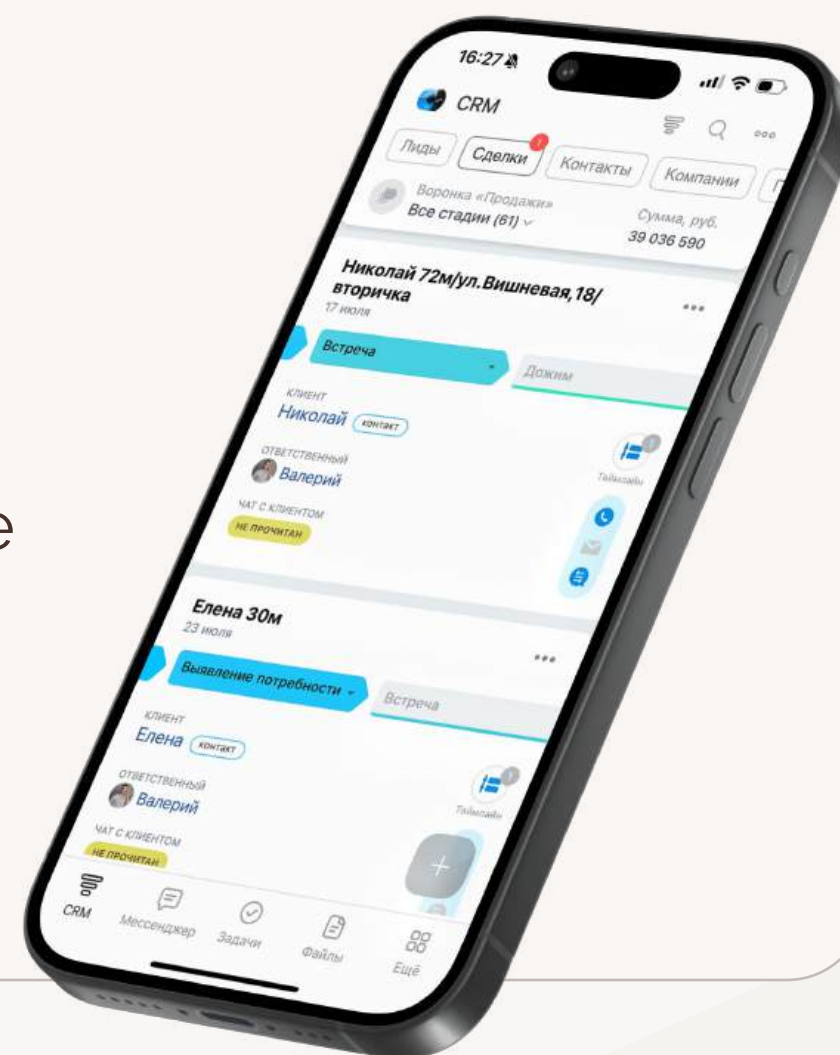 16:27
CRM
Лиды
Сделки
1
Контакты
Компании
Воронка «Продажи»
Все стадии (61)
Сумма, руб.
39 036 590
Николай 72м/ул.Вишневая,18/
вторичка
17 июля
Встреча
Дожим
КЛИЕНТ
Николай контакт
ОТВЕТСТВЕННЫЙ
Валерий
1
Таймлайн
ЧАТ С КЛИЕНТОМ
НЕ ПРОЧИТАН
е
Елена 30м
23 июля
Выявление потребности
Встреча
КЛИЕНТ
Елена контакт
ОТВЕТСТВЕННЫЙ
Валерий
1
Таймлайн
ЧАТ С КЛИЕНТОМ
НЕ ПРОЧИТАН
CRM
Мессенджер
Задачи
Файлы
Ещё